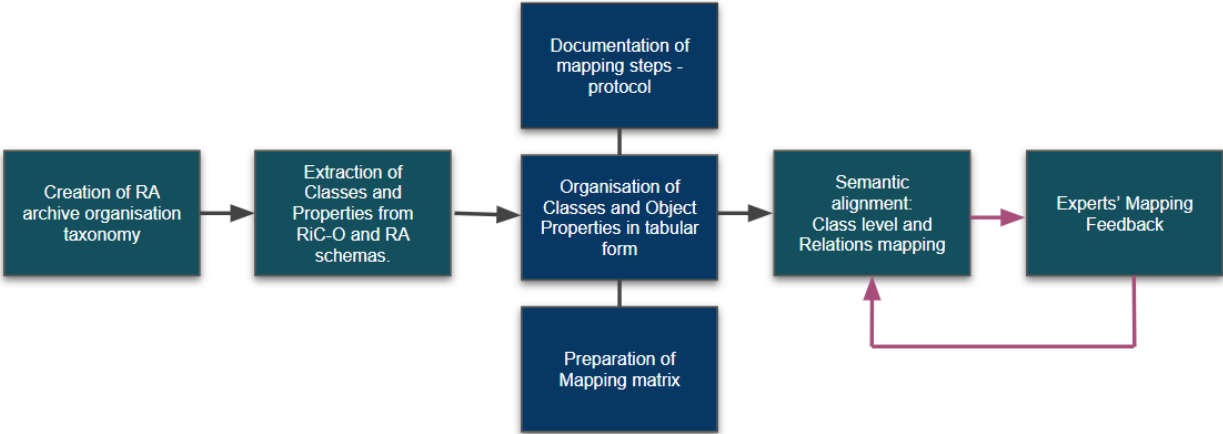 Documentation of
mapping steps -
protocol
Creation of RA
archive organisation
taxonomy
Extraction of
Classes and
Properties from
RiC-O and RA
schemas.
Organisation of
Classes and Object
Properties in tabular
form
Semantic
alignment:
Class level and
Relations mapping
Experts’ Mapping
Feedback
Preparation of
Mapping matrix